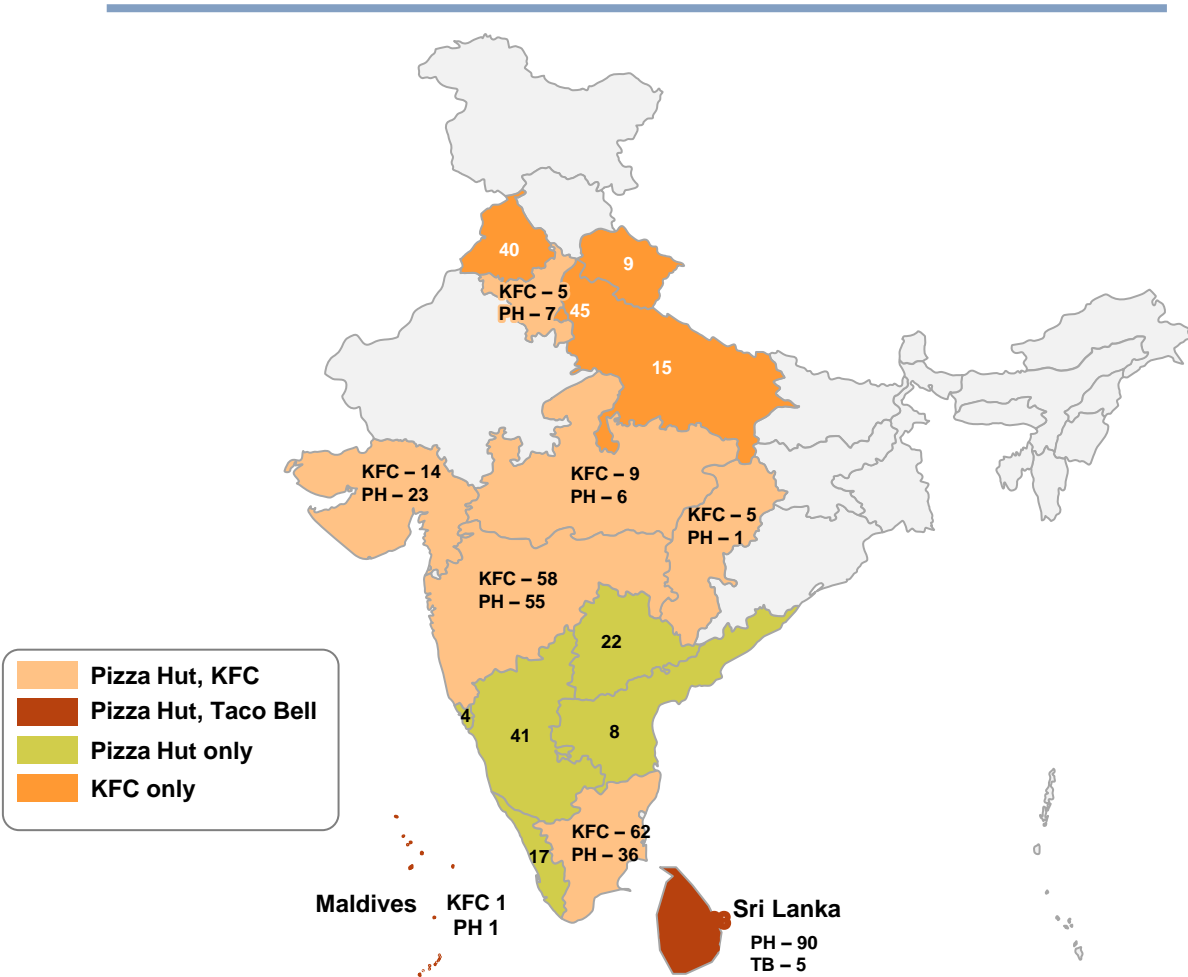 40
9
KFC – 5
PH – 7
45
15
KFC – 14
PH – 23
KFC – 9
PH – 6
KFC – 5
PH – 1
KFC – 58
PH – 55
22
4
41
8
KFC – 62
PH – 36
17
Pizza Hut, KFC
Pizza Hut, Taco Bell
Pizza Hut only
KFC only
Maldives
KFC 1
PH 1
Sri Lanka
PH – 90
TB – 5